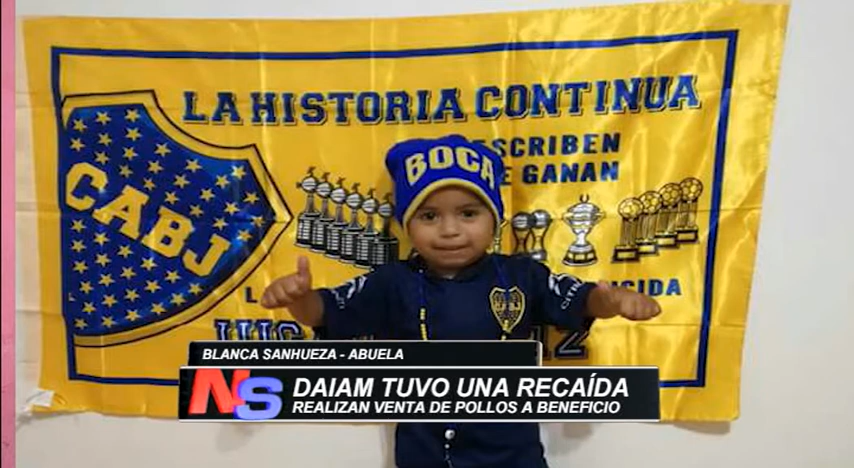 LA HISTORIA CONTINUA
BOCA
GANAN
CABJ
BLANCA SANHUEZA - ABUELA
NS
DAIAM TUVO UNA RECAÍDA
REALIZAN VENTA DE POLLOS A BENEFICIO